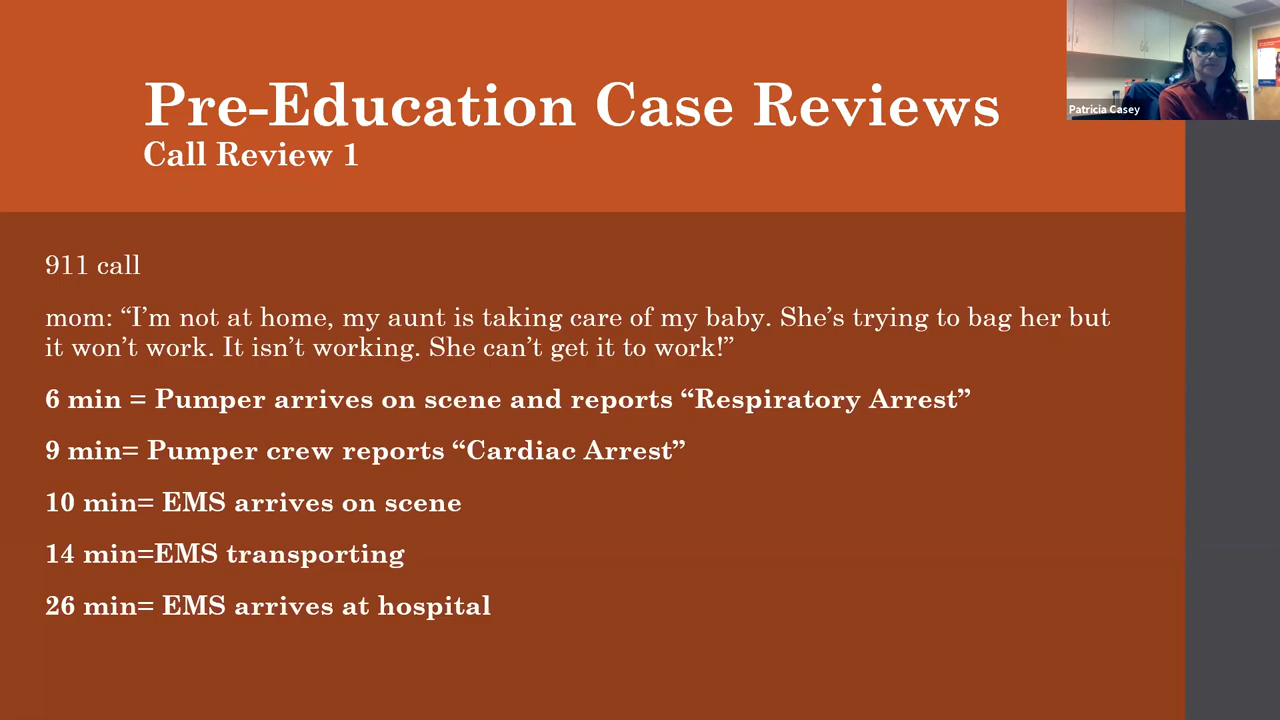 Pre-Education Case Reviews
Call Review 1
Patricia Casey
911 call
mom: “I’m not at home, my aunt is taking care of my baby. She’s trying to bag her but
it won’t work. It isn’t working. She can’t get it to work!”
6 min = Pumper arrives on scene and reports “Respiratory Arrest”
9 min= Pumper crew reports “Cardiac Arrest”
10 min= EMS arrives on scene
14 min=EMS transporting
26 min= EMS arrives at hospital